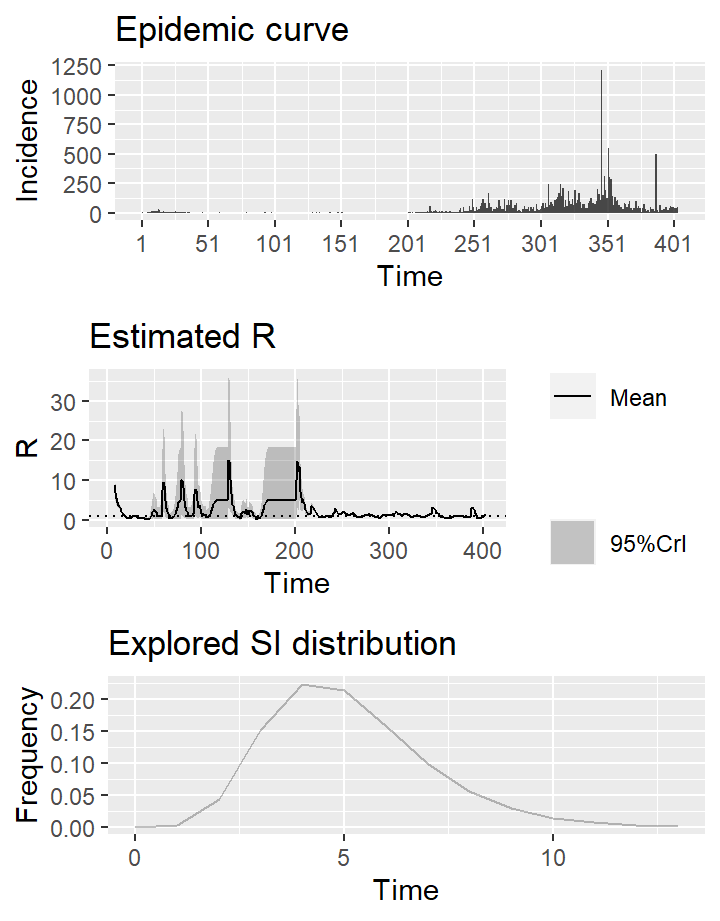 Epidemic curve
Incidence
1250
1000
750
500
250
0
1 51 101 151 201 251 301 351 401
Time
Estimated R
R
30
20
10
0
0 100 200 300 400
Time
Mean
95%CrI
Explored SI distribution
Frequency
0.20
0.15
0.10
0.05
0.00
0 5 10
Time